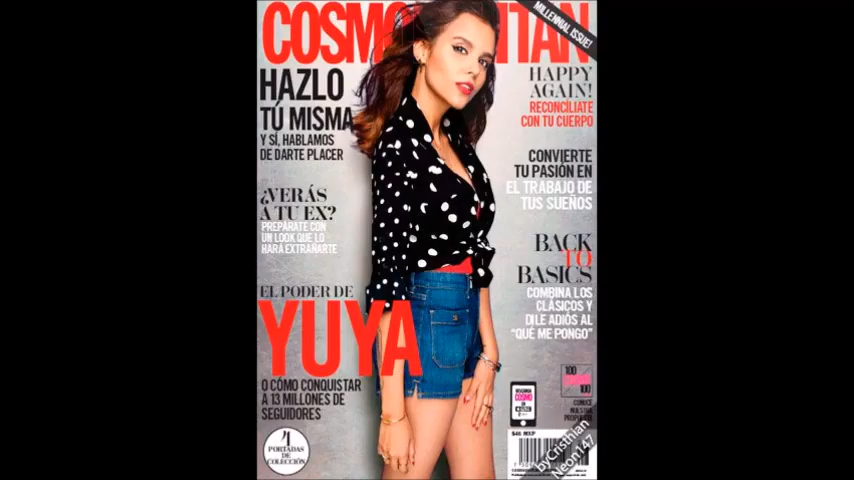 COSMOPOLITAN
MILLENNIAL ISSUE!
HAZLO
TÚ MISMA
Y SÍ, HABLAMOS
DE DARTE PLACER
¿VERÁS
A TU EX?
PREPÁRATE CON
UN LOOK QUE LO
HARÁ EXTRAÑARTE
EL PODER DE
YUYA
O CÓMO CONQUISTAR
A 13 MILLONES DE
SEGUIDORES
4
PORTADAS
DE
COLECCIÓN
HAPPY
AGAIN!
RECONCÍLIATE
CON TU CUERPO
CONVIERTE
TU PASIÓN EN
EL TRABAJO DE
TUS SUEÑOS
BACK
TO
BASICS
COMBINA LOS
CLÁSICOS Y
DILE ADIÓS AL
“QUÉ ME PONGO”
100
COSMO
100
CONOCE
COSMO
$46 MXP
byCristhian
Neon147